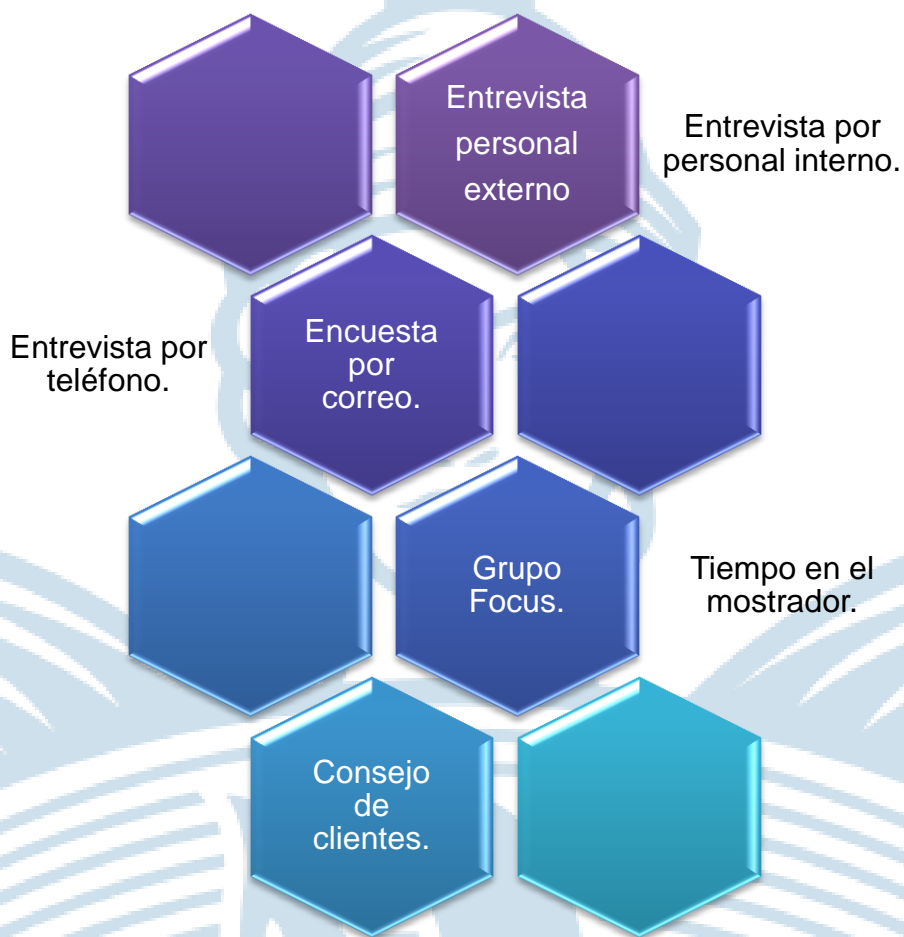 Entrevista
personal
externo
Entrevista por
personal interno.
Entrevista por
teléfono.
Encuesta
por
correo.
Grupo
Focus.
Tiempo en el
mostrador.
Consejo
de
clientes.